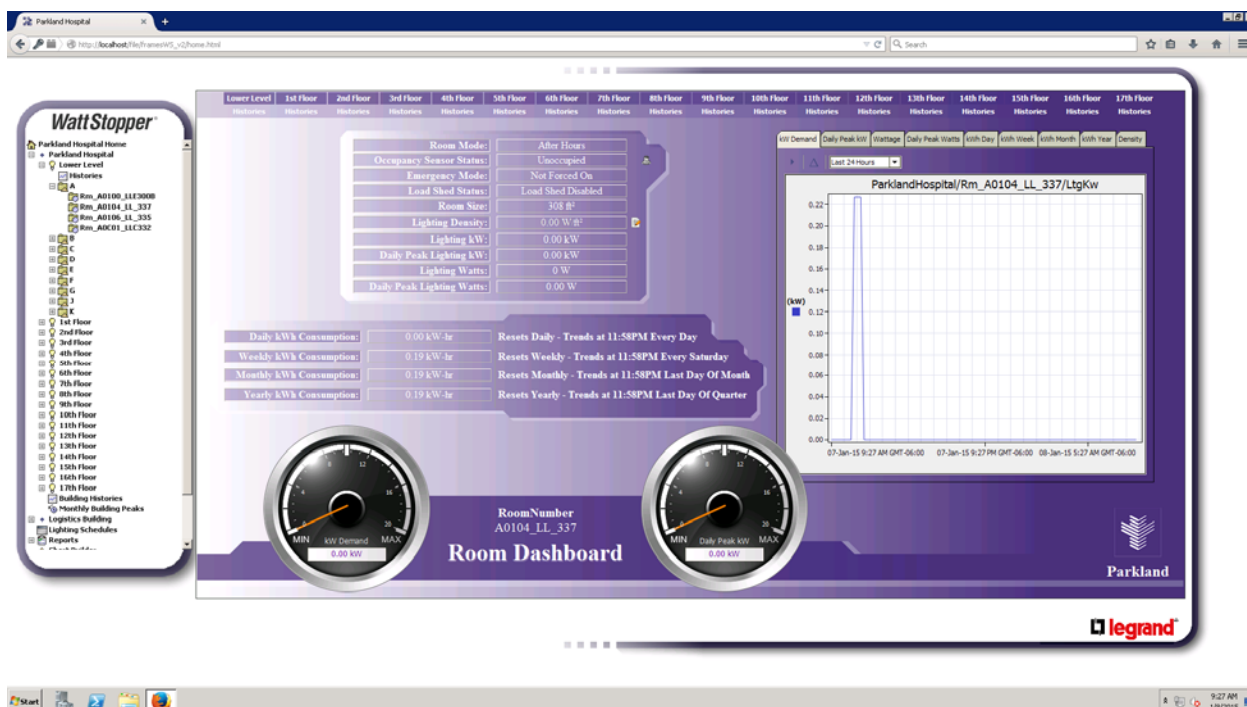 Parkland Hospital
http://localhost/file/framesWS_v2/home.html
Search
WattStopper®
Parkland Hospital Home
Parkland Hospital
Lower Level
Histories
A
Rm_A0100_LLE300B
Rm_A0104_LL_337
Rm_A0106_LL_335
Rm_A0C01_LLC332
B
C
D
E
F
G
J
K
1st Floor
2nd Floor
3rd Floor
4th Floor
5th Floor
6th Floor
7th Floor
8th Floor
9th Floor
10th Floor
11th Floor
12th Floor
13th Floor
14th Floor
15th Floor
16th Floor
17th Floor
Building Histories
Monthly Building Peaks
Logistics Building
Lighting Schedules
Reports
Lower Level 1st Floor 2nd Floor 3rd Floor 4th Floor 5th Floor 6th Floor 7th Floor 8th Floor 9th Floor 10th Floor 11th Floor 12th Floor 13th Floor 14th Floor 15th Floor 16th Floor 17th Floor
Histories Histories Histories Histories Histories Histories Histories Histories Histories Histories Histories Histories Histories Histories Histories Histories Histories Histories
Room Mode: After Hours
Occupancy Sensor Status: Unoccupied
Emergency Mode: Not Forced On
Load Shed Status: Load Shed Disabled
Room Size: 308 ft²
Lighting Density: 0.00 W/ft²
Lighting kW: 0.00 kW
Daily Peak Lighting kW: 0.00 kW
Lighting Watts: 0 W
Daily Peak Lighting Watts: 0.00 W
Daily kWh Consumption: 0.00 kW-hr Resets Daily - Trends at 11:58PM Every Day
Weekly kWh Consumption: 0.19 kW-hr Resets Weekly - Trends at 11:58PM Every Saturday
Monthly kWh Consumption: 0.19 kW-hr Resets Monthly - Trends at 11:58PM Last Day Of Month
Yearly kWh Consumption: 0.19 kW-hr Resets Yearly - Trends at 11:58PM Last Day Of Quarter
kW Demand Daily Peak kW Wattage Daily Peak Watts kWh Day kWh Week kWh Month kWh Year Density
Last 24 Hours
ParklandHospital/Rm_A0104_LL_337/LtgKw
0.22
0.20
0.18
0.16
0.14
(kW)
0.12
0.10
0.08
0.06
0.04
0.02
0.00
07-Jan-15 9:27 AM GMT-06:00 07-Jan-15 9:27 PM GMT-06:00 08-Jan-15 5:27 AM GMT-06:00
0 4 8 12 16 20
MIN kW Demand MAX
0.00 kW
RoomNumber
A0104_LL_337
Room Dashboard
0 4 8 12 16 20
MIN Daily Peak kW MAX
0.00 kW
Parkland
legrand®
Start
9:27 AM